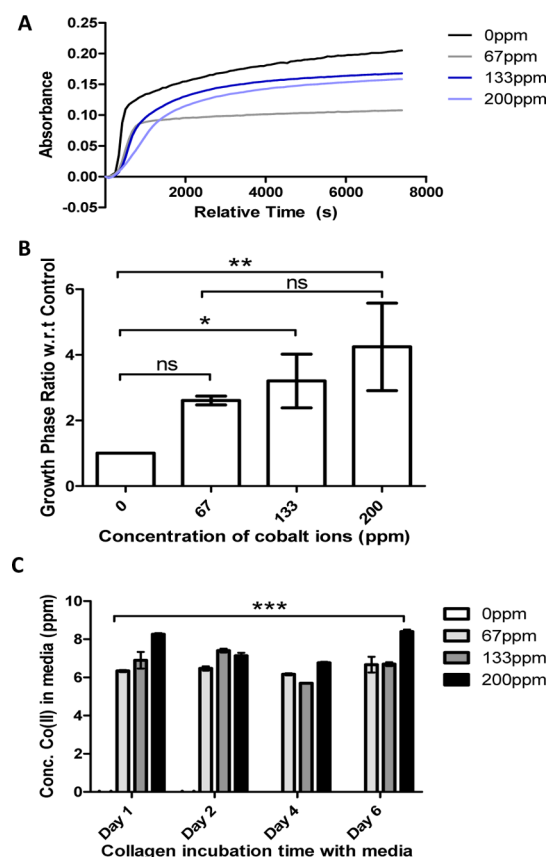 A
0.25
0.20
0.15
0.10
0.05
0.00
-0.05
Absorbance
2000
4000
6000
8000
Relative Time (s)
0ppm
67ppm
133ppm
200ppm
B
**
ns
*
ns
6
4
2
0
Growth Phase Ratio w.r.t Control
0
67
133
200
Concentration of cobalt ions (ppm)
C
***
10
8
6
4
2
0
Conc. Co(II) in media (ppm)
Day 1
Day 2
Day 4
Day 6
Collagen incubation time with media
0ppm
67ppm
133ppm
200ppm